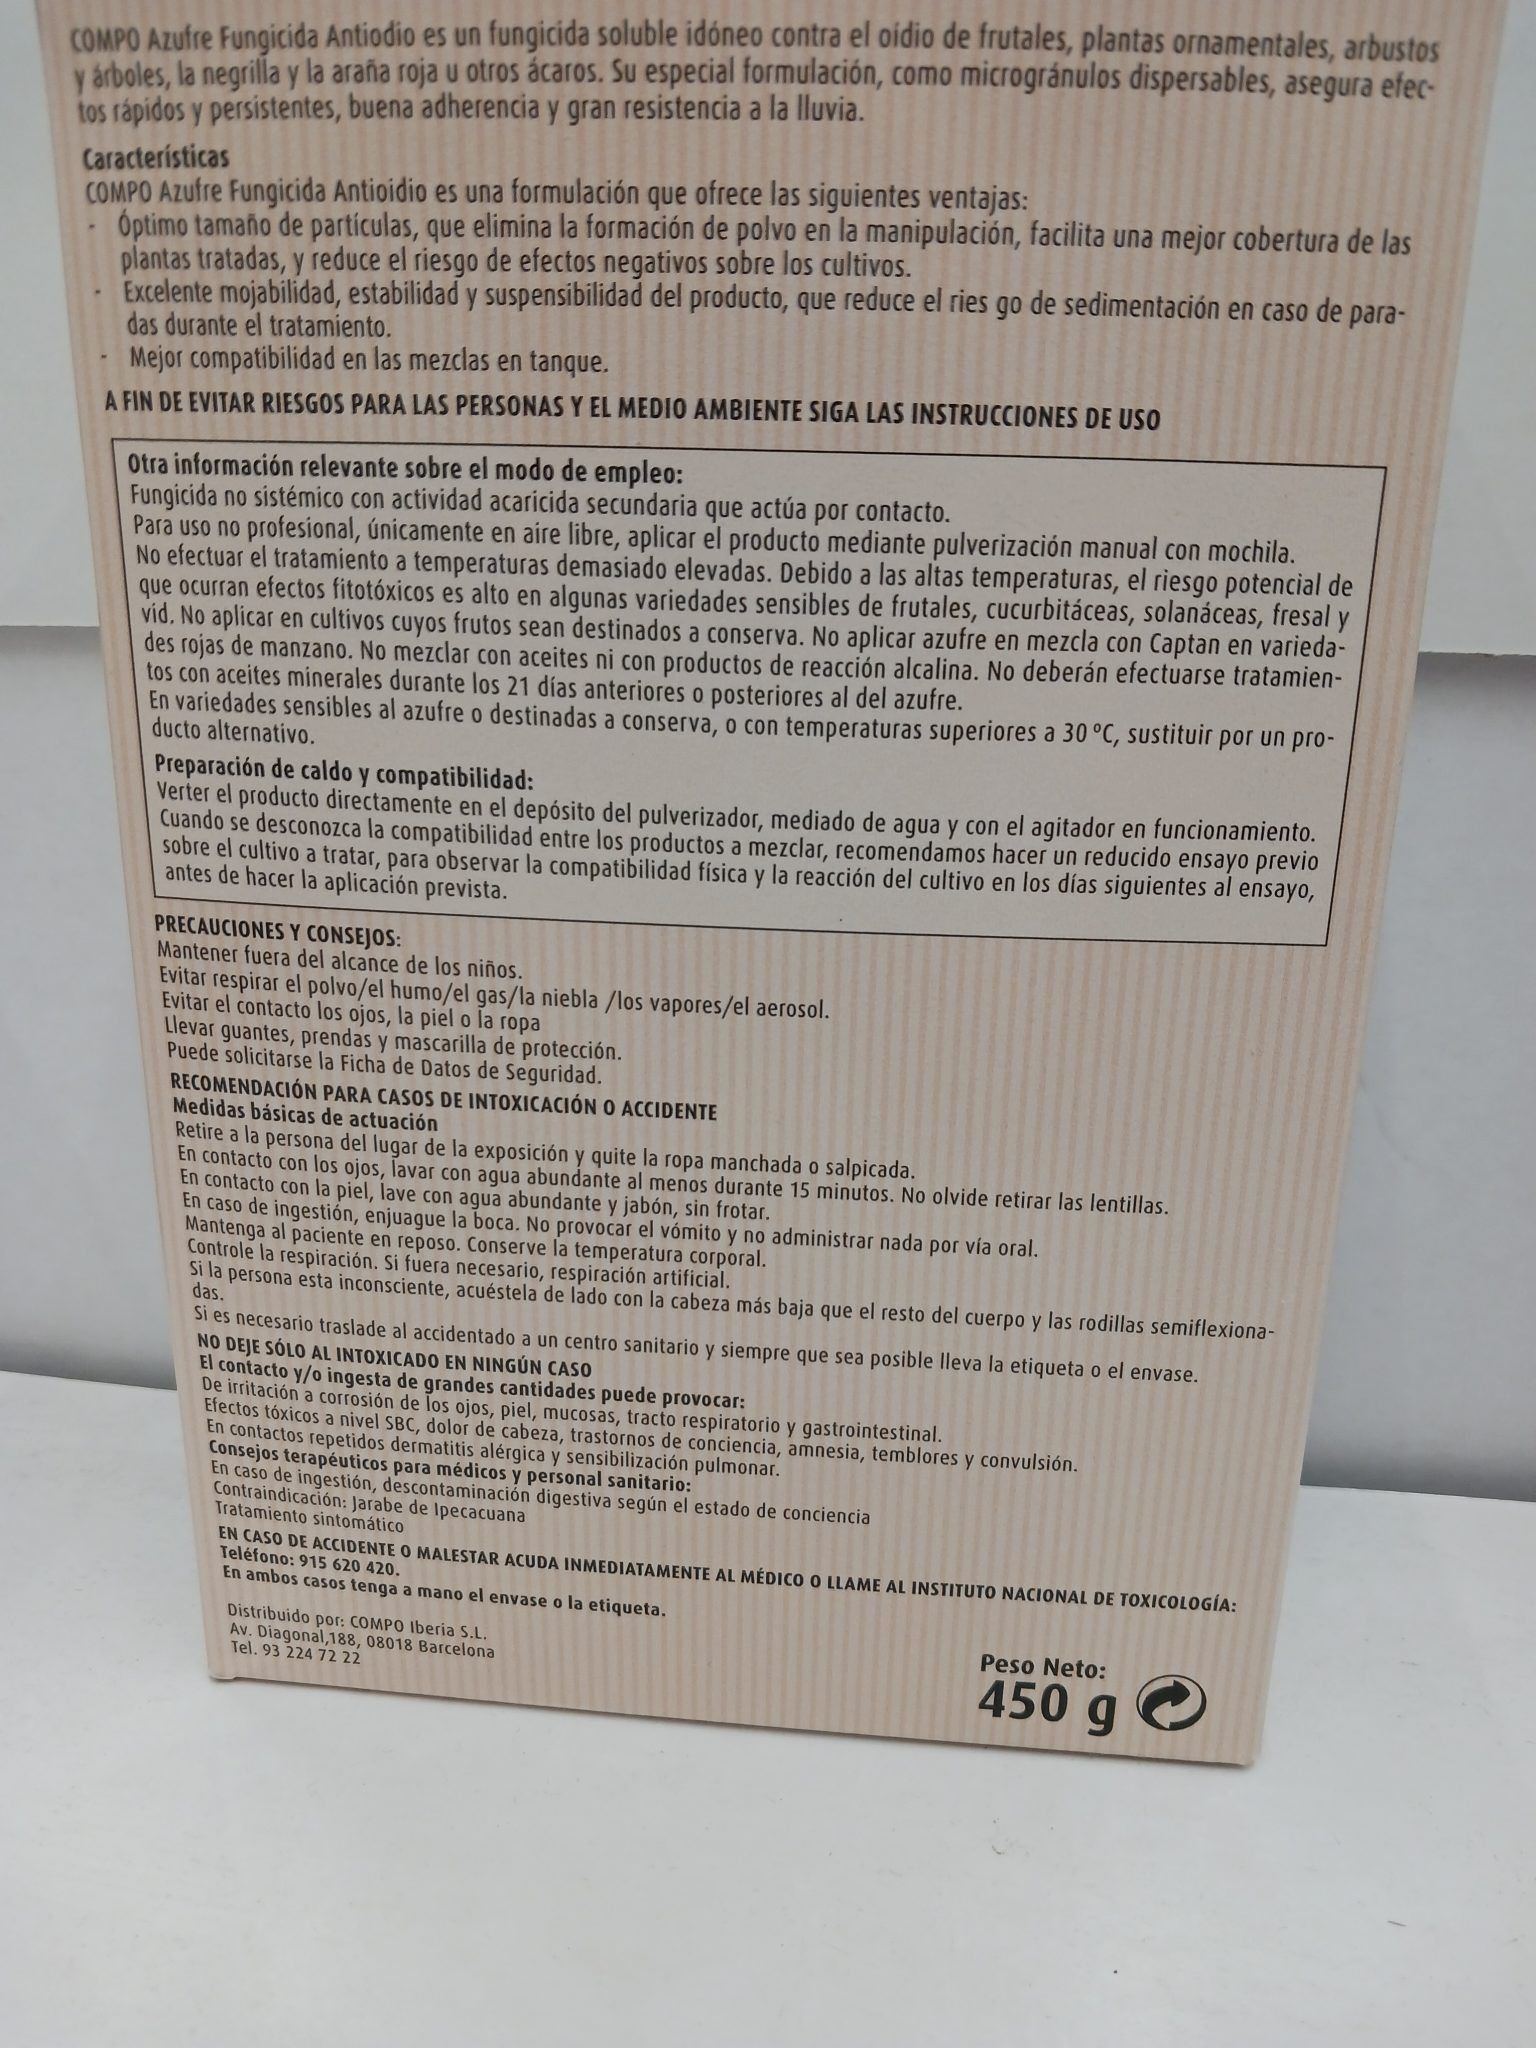 COMPO Azufre Fungicida Antiodio es un fungicida soluble idóneo contra el oídio de frutales, plantas ornamentales, arbustos
y árboles, la negrilla y la araña roja u otros ácaros. Su especial formulación, como microgránulos dispersables, asegura efec-
tos rápidos y persistentes, buena adherencia y gran resistencia a la lluvia.
Características
COMPO Azufre Fungicida Antioidio es una formulación que ofrece las siguientes ventajas:
- Óptimo tamaño de partículas, que elimina la formación de polvo en la manipulación, facilita una mejor cobertura de las
plantas tratadas, y reduce el riesgo de efectos negativos sobre los cultivos.
- Excelente mojabilidad, estabilidad y suspensibilidad del producto, que reduce el ries go de sedimentación en caso de para-
das durante el tratamiento.
- Mejor compatibilidad en las mezclas en tanque.
A FIN DE EVITAR RIESGOS PARA LAS PERSONAS Y EL MEDIO AMBIENTE SIGA LAS INSTRUCCIONES DE USO
Otra información relevante sobre el modo de empleo:
Fungicida no sistémico con actividad acaricida secundaria que actúa por contacto.
Para uso no profesional, únicamente en aire libre, aplicar el producto mediante pulverización manual con mochila.
No efectuar el tratamiento a temperaturas demasiado elevadas. Debido a las altas temperaturas, el riesgo potencial de
que ocurran efectos fitotóxicos es alto en algunas variedades sensibles de frutales, cucurbitáceas, solanáceas, fresal y
vid. No aplicar en cultivos cuyos frutos sean destinados a conserva. No aplicar azufre en mezcla con Captan en varieda-
des rojas de manzano. No mezclar con aceites ni con productos de reacción alcalina. No deberán efectuarse tratamien-
tos con aceites minerales durante los 21 días anteriores o posteriores al del azufre.
En variedades sensibles al azufre o destinadas a conserva, o con temperaturas superiores a 30 ºC, sustituir por un pro-
ducto alternativo.
Preparación de caldo y compatibilidad:
Verter el producto directamente en el depósito del pulverizador, mediado de agua y con el agitador en funcionamiento.
Cuando se desconozca la compatibilidad entre los productos a mezclar, recomendamos hacer un reducido ensayo previo
sobre el cultivo a tratar, para observar la compatibilidad física y la reacción del cultivo en los días siguientes al ensayo,
antes de hacer la aplicación prevista.
PRECAUCIONES Y CONSEJOS:
Mantener fuera del alcance de los niños.
Evitar respirar el polvo/el humo/el gas/la niebla /los vapores/el aerosol.
Evitar el contacto los ojos, la piel o la ropa
Llevar guantes, prendas y mascarilla de protección.
Puede solicitarse la Ficha de Datos de Seguridad.
RECOMENDACIÓN PARA CASOS DE INTOXICACIÓN O ACCIDENTE
Medidas básicas de actuación
Retire a la persona del lugar de la exposición y quite la ropa manchada o salpicada.
En contacto con los ojos, lavar con agua abundante al menos durante 15 minutos. No olvide retirar las lentillas.
En contacto con la piel, lave con agua abundante y jabón, sin frotar.
En caso de ingestión, enjuague la boca. No provocar el vómito y no administrar nada por vía oral.
Mantenga al paciente en reposo. Conserve la temperatura corporal.
Controle la respiración. Si fuera necesario, respiración artificial.
Si la persona esta inconsciente, acuéstela de lado con la cabeza más baja que el resto del cuerpo y las rodillas semiflexiona-
das.
Si es necesario traslade al accidentado a un centro sanitario y siempre que sea posible lleva la etiqueta o el envase.
NO DEJE SÓLO AL INTOXICADO EN NINGÚN CASO
El contacto y/o ingesta de grandes cantidades puede provocar:
De irritación a corrosión de los ojos, piel, mucosas, tracto respiratorio y gastrointestinal.
Efectos tóxicos a nivel SBC, dolor de cabeza, trastornos de conciencia, amnesia, temblores y convulsión.
En contactos repetidos dermatitis alérgica y sensibilización pulmonar.
Consejos terapéuticos para médicos y personal sanitario:
En caso de ingestión, descontaminación digestiva según el estado de conciencia
Contraindicación: Jarabe de Ipecacuana
Tratamiento sintomático
EN CASO DE ACCIDENTE O MALESTAR ACUDA INMEDIATAMENTE AL MÉDICO O LLAME AL INSTITUTO NACIONAL DE TOXICOLOGÍA:
Teléfono: 915 620 420.
En ambos casos tenga a mano el envase o la etiqueta.
Distribuido por: COMPO Iberia S.L.
Av. Diagonal,188, 08018 Barcelona
Tel. 93 224 72 22
Peso Neto:
450 g